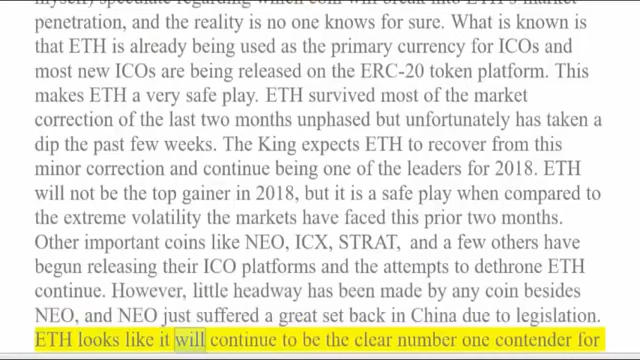 myself) speculate regarding which coin will break into ETH's market
penetration, and the reality is no one knows for sure. What is known is
that ETH is already being used as the primary currency for ICOs and
most new ICOs are being released on the ERC-20 token platform. This
makes ETH a very safe play. ETH survived most of the market
correction of the last two months unphased but unfortunately has taken a
dip the past few weeks. The King expects ETH to recover from this
minor correction and continue being one of the leaders for 2018. ETH
will not be the top gainer in 2018, but it is a safe play when compared to
the extreme volatility the markets have faced this prior two months.
Other important coins like NEO, ICX, STRAT, and a few others have
begun releasing their ICO platforms and the attempts to dethrone ETH
continue. However, little headway has been made by any coin besides
NEO, and NEO just suffered a great set back in China due to legislation.
ETH looks like it will continue to be the clear number one contender for